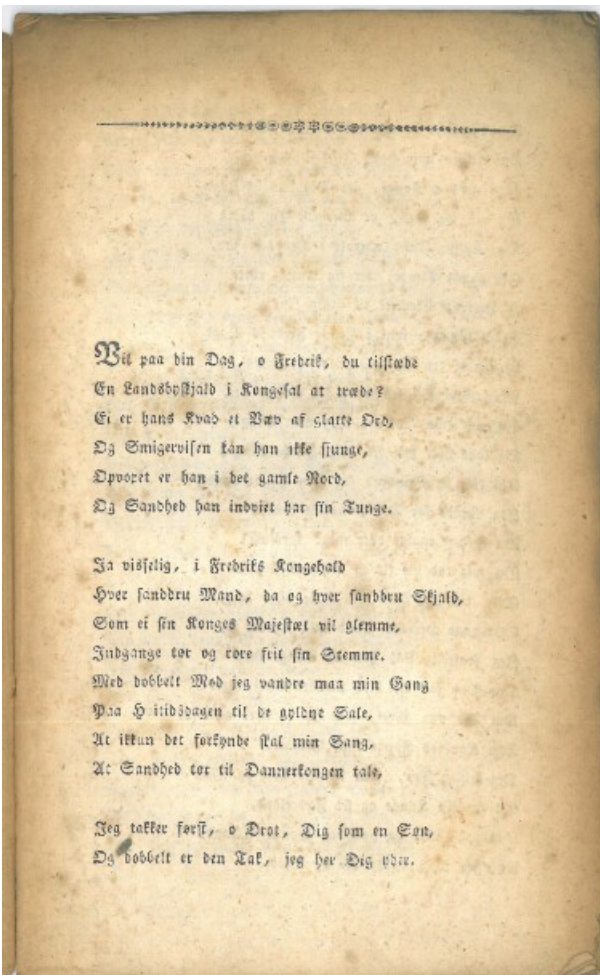 Vil paa din Dag, o Frederik, du tilstæde
En Landsbyskjald i Kongesal at træde?
Ei er hans Kvad et Væv af glatte Ord,
Og Smigervisen kan han ikke sjunge,
Opvoxet er han i det gamle Nord,
Og Sandhed han indviet har sin Tunge.
Ja visselig, i Fredriks Kongehald
Hver sanddru Mand, da og hver sanddru Skjald,
Som ei sin Konges Majestæt vil glemme,
Indgange tør og røre frit sin Stemme.
Med dobbelt Mod jeg vandre maa min Gang
Paa H itidsdagen til de gyldne Sale,
At ikkun det forkynde skal min Sang,
At Sandhed tør til Dannerkongen tale,
Jeg takker først, o Drot, Dig som en Søn,
Og dobbelt er den Tak, jeg her Dig yder.